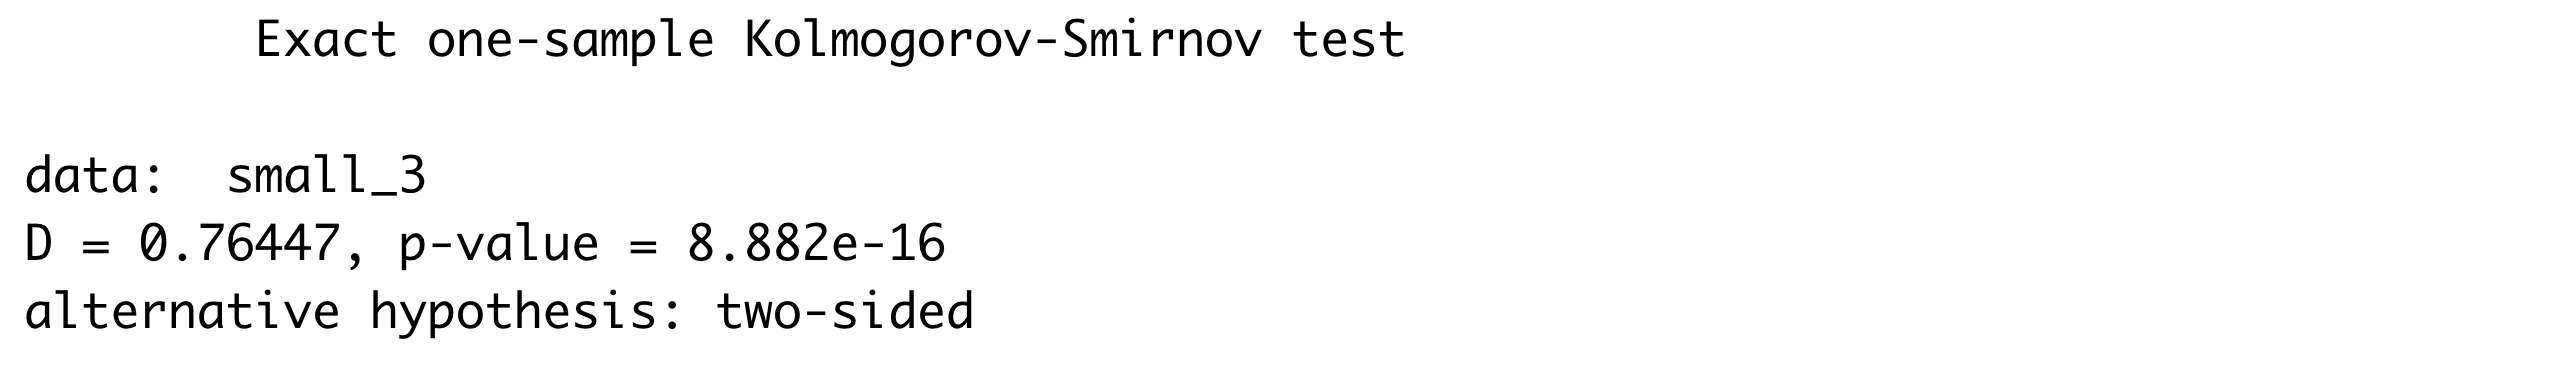 Exact one-sample Kolmogorov-Smirnov test
data:  small_3
D = 0.76447, p-value = 8.882e-16
alternative hypothesis: two-sided